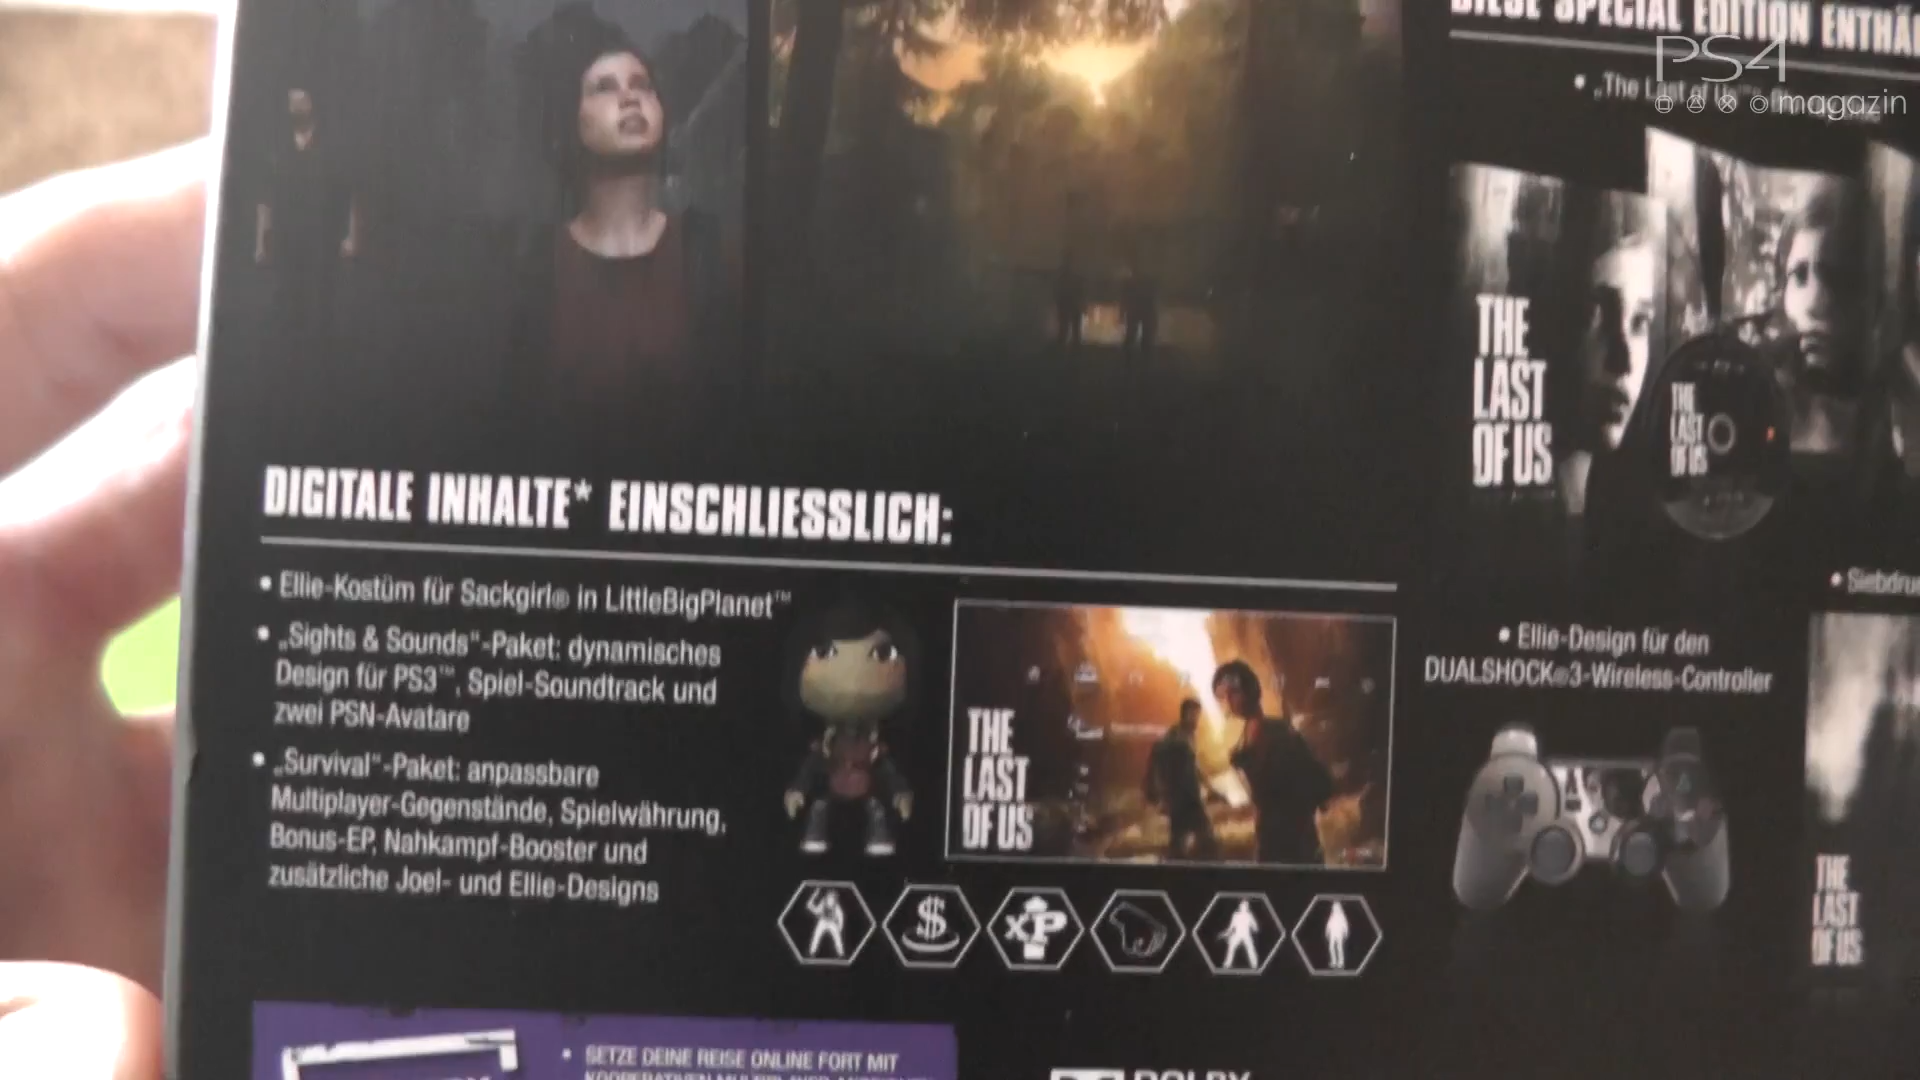 DIESE SPECIAL EDITION ENTHÄ
PS4
magazin
„The Last of Us
THE
LAST
OF US
THE
LAST
OF US
DIGITALE INHALTE* EINSCHLIESSLICH:
• Ellie-Kostüm für Sackgirl® in LittleBigPlanet™
• „Sights & Sounds"-Paket: dynamisches
Design für PS3™, Spiel-Soundtrack und
zwei PSN-Avatare
• „Survival"-Paket: anpassbare
Multiplayer-Gegenstände, Spielwährung,
Bonus-EP, Nahkampf-Booster und
zusätzliche Joel- und Ellie-Designs
THE
LAST
OF US
$
XP
• Ellie-Design für den
DUALSHOCK®3-Wireless-Controller
• Siebdru
THE
LAST
OF US
• SETZE DEINE REISE ONLINE FORT MIT
KOOPERATIVEN MULTIPLAYER
DOLBY